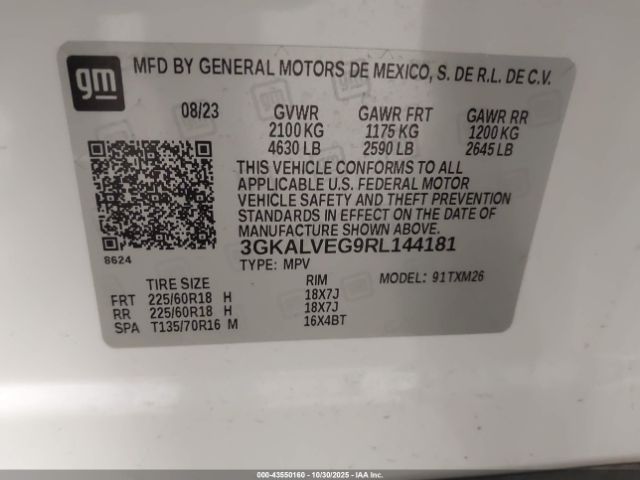 gm
MFD BY GENERAL MOTORS DE MEXICO, S. DE R.L. DE C.V.
08/23 GVWR GAWR FRT GAWR RR
2100 KG 1175 KG 1200 KG
4630 LB 2590 LB 2645 LB
THIS VEHICLE CONFORMS TO ALL
APPLICABLE U.S. FEDERAL MOTOR
VEHICLE SAFETY AND THEFT PREVENTION
STANDARDS IN EFFECT ON THE DATE OF
MANUFACTURE SHOWN ABOVE.
3GKALVEG9RL144181
8624
TYPE: MPV MODEL: 91TXM26
TIRE SIZE RIM
FRT 225/60R18 H 18X7J
RR 225/60R18 H 18X7J
SPA T135/70R16 M 16X4BT
000-43550160 - 10/30/2025 - IAA Inc.